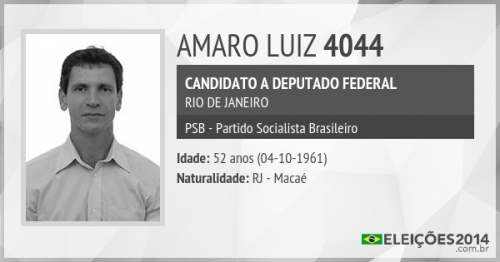 AMARO LUIZ 4044
CANDIDATO A DEPUTADO FEDERAL
RIO DE JANEIRO
PSB - Partido Socialista Brasileiro
Idade: 52 anos (04-10-1961)
Naturalidade: RJ - Macaé
ELEIÇÕES2014
.com.br